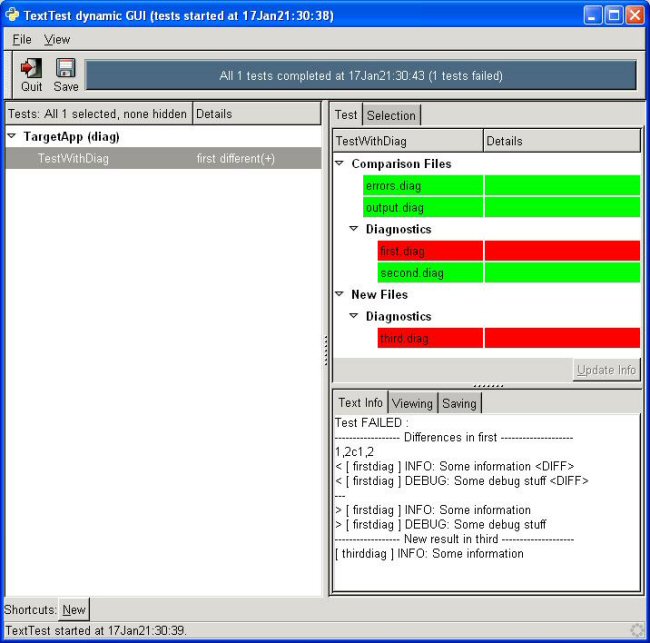 TextTest dynamic GUI (tests started at 17Jan21:30:38)
File View
Quit Save
All 1 tests completed at 17Jan21:30:43 (1 tests failed)
Tests: All 1 selected, none hidden Details
TargetApp (diag)
TestWithDiag first different(+)
Test Selection
TestWithDiag Details
Comparison Files
errors.diag
output.diag
Diagnostics
first.diag
second.diag
New Files
Diagnostics
third.diag
Update Info
Text Info Viewing Saving
Test FAILED :
------------------ Differences in first --------------------
1,2c1,2
< [ firstdiag ] INFO: Some information <DIFF>
< [ firstdiag ] DEBUG: Some debug stuff <DIFF>
---
> [ firstdiag ] INFO: Some information
> [ firstdiag ] DEBUG: Some debug stuff
------------------ New result in third --------------------
[ thirddiag ] INFO: Some information
Shortcuts: New
TextTest started at 17Jan21:30:39.